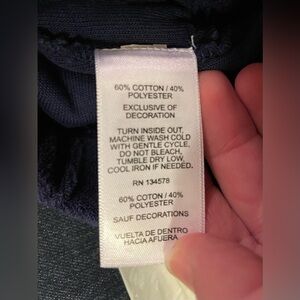 60% COTTON / 40%
POLYESTER
EXCLUSIVE OF
DECORATION
TURN INSIDE OUT,
MACHINE WASH COLD
WITH GENTLE CYCLE,
DO NOT BLEACH,
TUMBLE DRY LOW,
COOL IRON IF NEEDED.
RN 134578
60% COTON / 40%
POLYESTER
SAUF DECORATIONS
VUELTA DE DENTRO
HACIA AFUERA